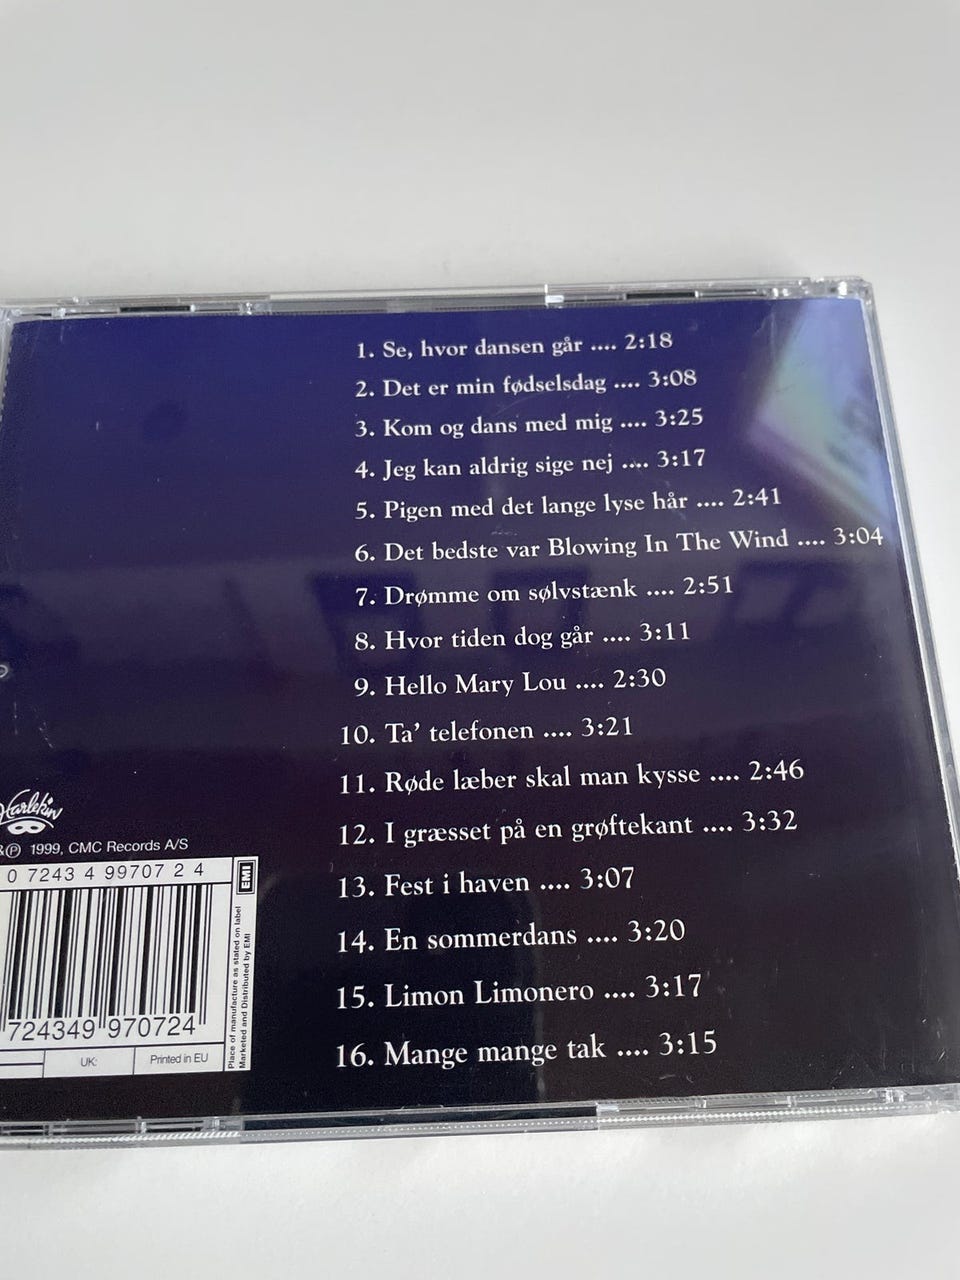 1. Se, hvor dansen går .... 2:18
2. Det er min fødselsdag .... 3:08
3. Kom og dans med mig .... 3:25
4. Jeg kan aldrig sige nej .... 3:17
5. Pigen med det lange lyse hår .... 2:41
6. Det bedste var Blowing In The Wind .... 3:04
7. Drømme om sølvstænk .... 2:51
8. Hvor tiden dog går .... 3:11
9. Hello Mary Lou .... 2:30
10. Ta' telefonen .... 3:21
11. Røde læber skal man kysse .... 2:46
12. I græsset på en grøftekant .... 3:32
13. Fest i haven .... 3:07
14. En sommerdans .... 3:20
15. Limon Limonero .... 3:17
16. Mange mange tak .... 3:15
Harlekin
&℗ 1999, CMC Records A/S
0 7243 4 99707 2 4
EMI
Place of manufacture as stated on label
Marketed and Distributed by EMI
724349 970724
UK:
Printed in EU